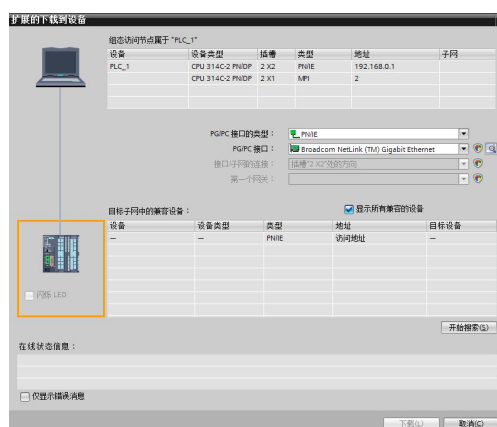 扩展的下载到设备
组态访问节点属于 "PLC_1"
设备 设备类型 插槽 类型 地址 子网
PLC_1 CPU 314C-2 PN/DP 2 X2 PN/IE 192.168.0.1
CPU 314C-2 PN/DP 2 X1 MPI 2
PG/PC 接口的类型： PN/IE
PG/PC 接口： Broadcom NetLink (TM) Gigabit Ethernet
接口/子网的连接： 插槽"2 X2"处的方向
第一个网关：
目标子网中的兼容设备： 显示所有兼容的设备
设备 设备类型 类型 地址 目标设备
— — PN/IE 访问地址 —
闪烁 LED
开始搜索(S)
在线状态信息：
仅显示错误消息
下载(L) 取消(C)